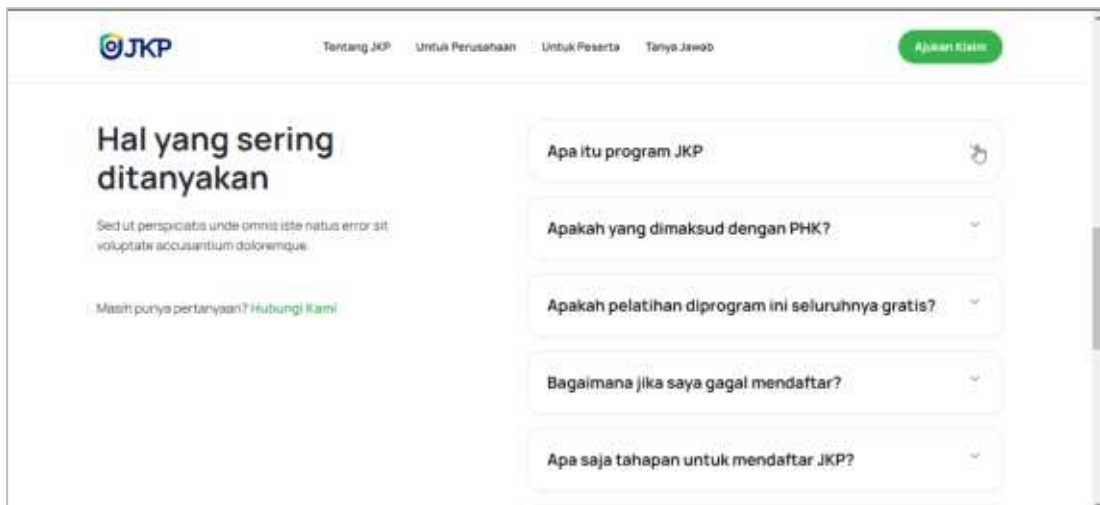 JKP
Tentang JKP
Untuk Perusahaan
Untuk Peserta
Tanya Jawab
Ajukan Klaim
Hal yang sering
ditanyakan
Sed ut perspiciatis unde omnis iste natus error sit
voluptate accusantium doloremque.
Masih punya pertanyaan? Hubungi Kami
Apa itu program JKP
Apakah yang dimaksud dengan PHK?
Apakah pelatihan diprogram ini seluruhnya gratis?
Bagaimana jika saya gagal mendaftar?
Apa saja tahapan untuk mendaftar JKP?